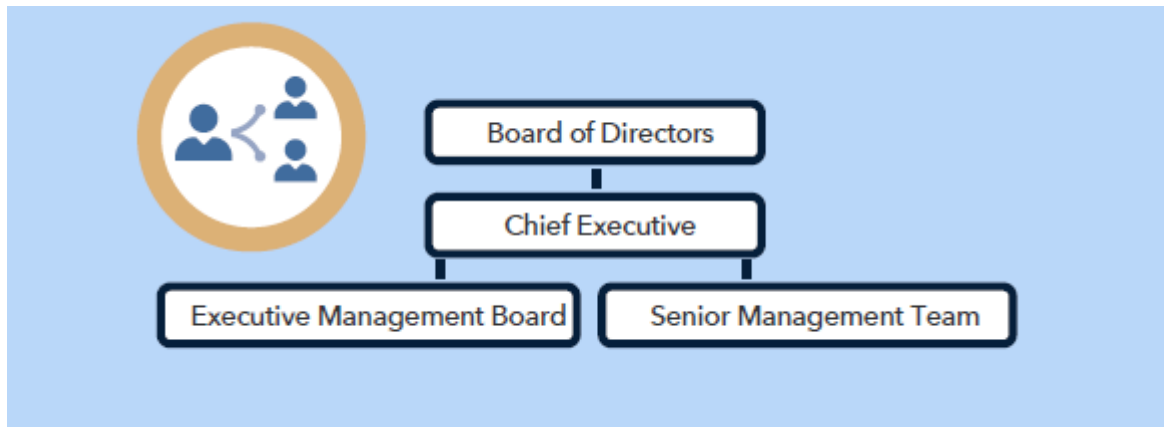 Board of Directors
Chief Executive
Executive Management Board
Senior Management Team